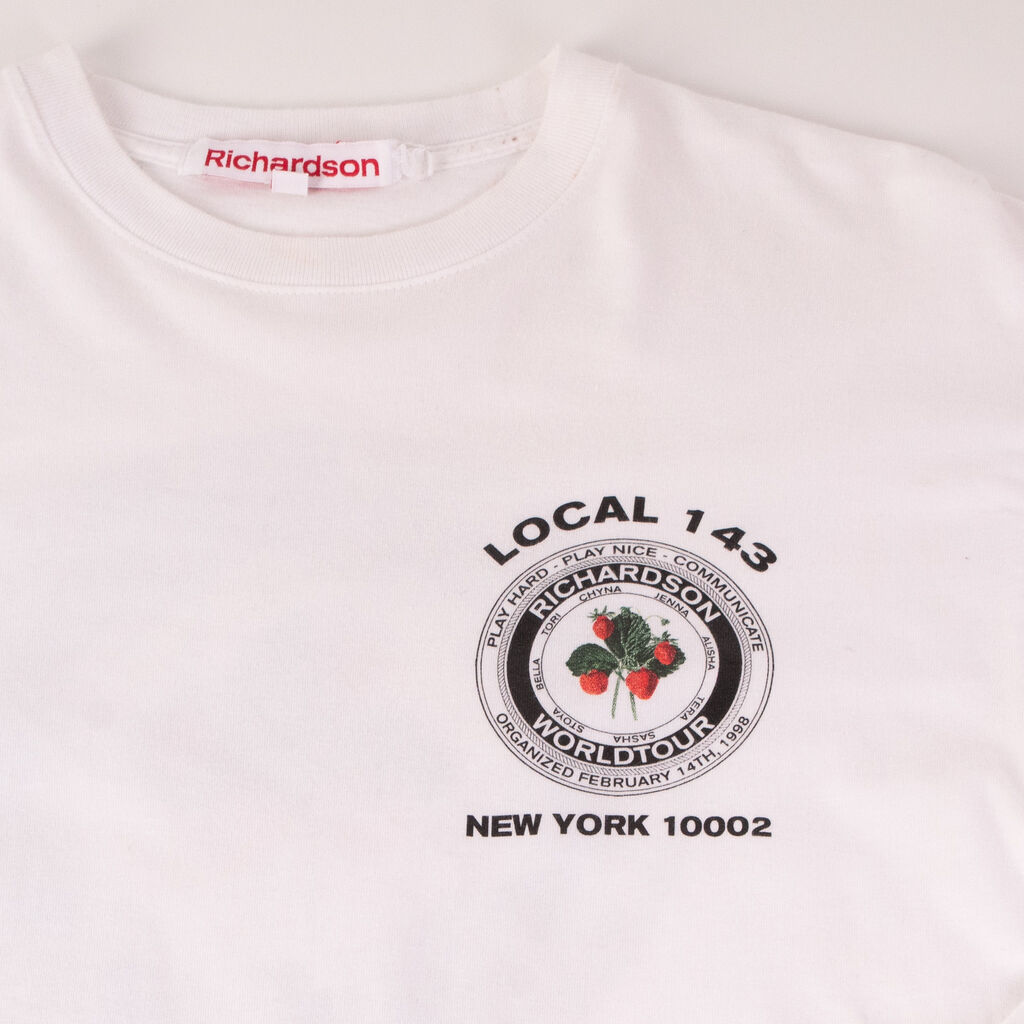 Richardson
LOCAL 143
PLAY HARD - PLAY NICE - COMMUNICATE
RICHARDSON
CHYNA
JENNA
TORI
ALISHA
BELLA
TERA
STOYA
SASHA
WORLDTOUR
ORGANIZED FEBRUARY 14TH, 1998
NEW YORK 10002